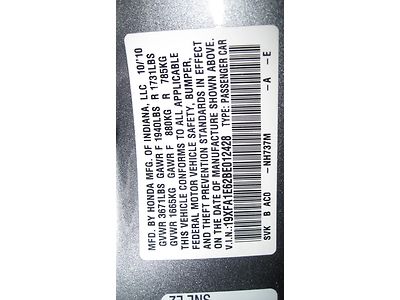 MFD. BY HONDA MFG. OF INDIANA, LLC 10/'10
GVWR 3671LBS GAWR F 1940LBS R 1731LBS
GVWR 1665KG GAWR F 880KG R 785KG
THIS VEHICLE CONFORMS TO ALL APPLICABLE
FEDERAL MOTOR VEHICLE SAFETY, BUMPER,
AND THEFT PREVENTION STANDARDS IN EFFECT
ON THE DATE OF MANUFACTURE SHOWN ABOVE.
V.I.N.:19XFA1E62BE012428 TYPE: PASSENGER CAR
-NH737M -A -E
SVK B AC0